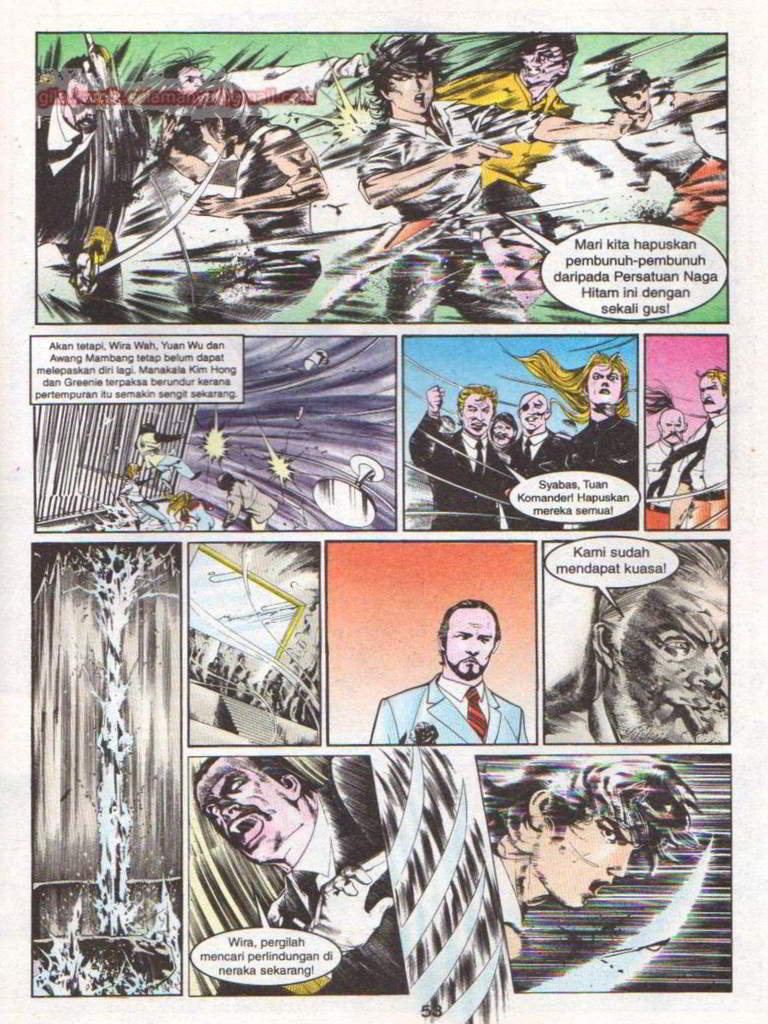 Mari kita hapuskan
pembunuh-pembunuh
daripada Persatuan Naga
Hitam ini dengan
sekali gus!
Akan tetapi, Wira Wah, Yuan Wu dan
Awang Mambang tetap belum dapat
melepaskan diri lagi. Manakala Kim Hong
dan Greenie terpaksa berundur kerana
pertempuran itu semakin sengit sekarang.
Syabas, Tuan
Komander! Hapuskan
mereka semua!
Kami sudah
mendapat kuasa!
Wira, pergilah
mencari perlindungan di
neraka sekarang!
53